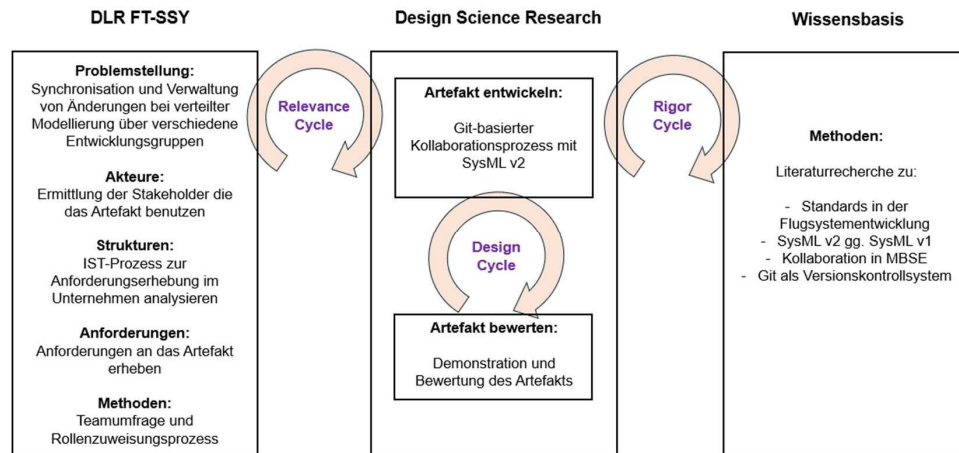 DLR FT-SSY
Problemstellung:
Synchronisation und Verwaltung
von Änderungen bei verteilter
Modellierung über verschiedene
Entwicklungsgruppen
Akteure:
Ermittlung der Stakeholder die
das Artefakt benutzen
Strukturen:
IST-Prozess zur
Anforderungserhebung im
Unternehmen analysieren
Anforderungen:
Anforderungen an das Artefakt
erheben
Methoden:
Teamumfrage und
Rollenzuweisungsprozess
Relevance
Cycle
Design Science Research
Artefakt entwickeln:
Git-basierter
Kollaborationsprozess mit
SysML v2
Design
Cycle
Artefakt bewerten:
Demonstration und
Bewertung des Artefakts
Rigor
Cycle
Wissensbasis
Methoden:
Literaturrecherche zu:
- Standards in der
Flugsystementwicklung
- SysML v2 gg. SysML v1
- Kollaboration in MBSE
- Git als Versionskontrollsystem